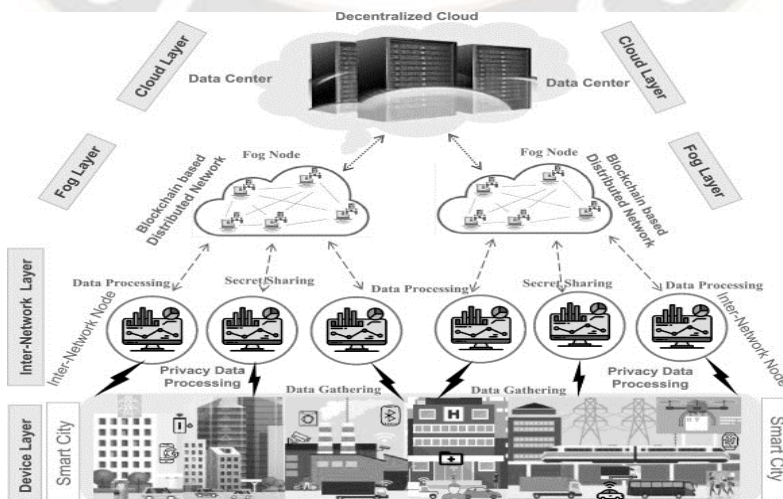 Decentralized Cloud
Cloud Layer
Cloud Layer
Data Center
Data Center
Fog Layer
Fog Layer
Fog Node
Fog Node
Blockchain based
Distributed Network
Blockchain based
Distributed Network
Inter-Network Layer
Data Processing
Secret Sharing
Data Processing
Secret Sharing
Data Processing
Inter-Network Node
Inter-Network Node
Privacy Data
Processing
Privacy Data
Processing
Data Gathering
Data Gathering
Device Layer
Smart City
H
Smart City